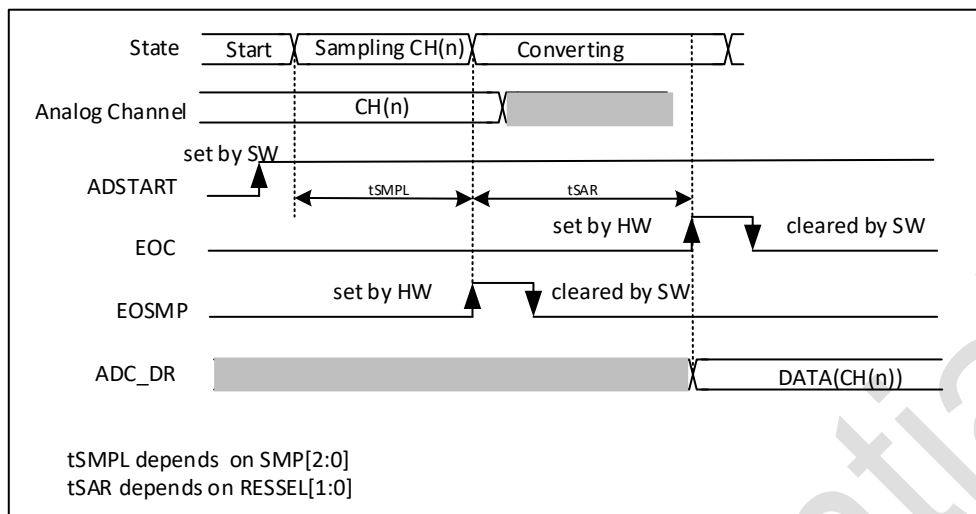 State Start Sampling CH(n) Converting
Analog Channel CH(n)
set by SW
ADSTART
tSMPL tSAR
set by HW cleared by SW
EOC
set by HW cleared by SW
EOSMP
ADC_DR DATA(CH(n))
tSMPL depends on SMP[2:0]
tSAR depends on RESSEL[1:0]